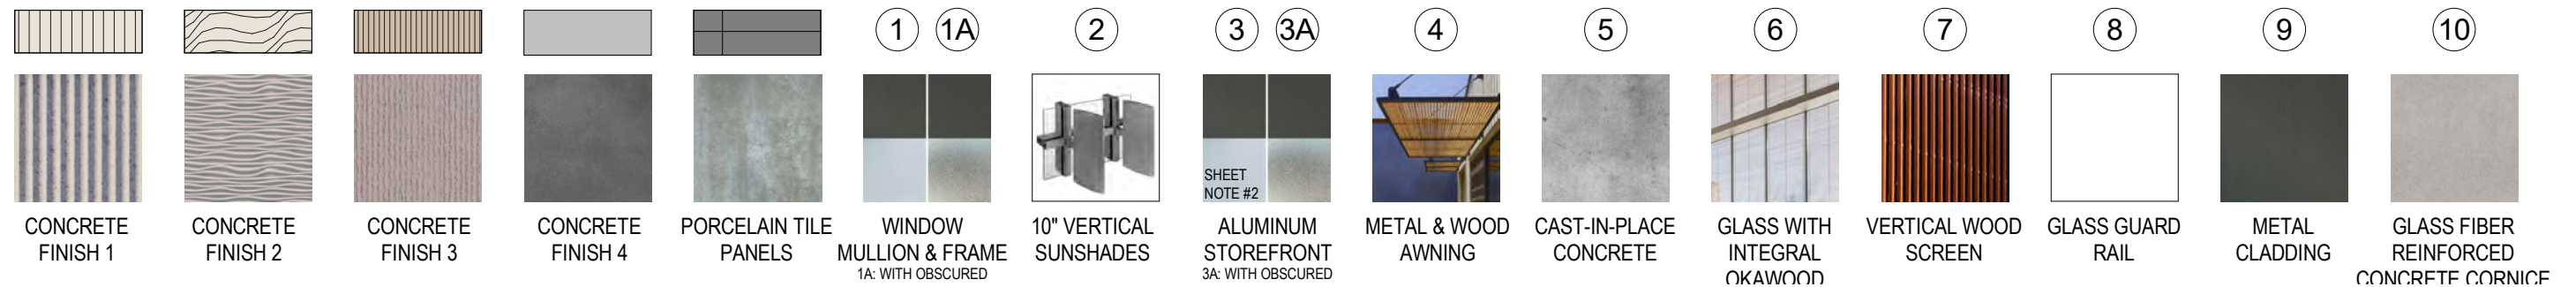 1 1A 2 3 3A 4 5 6 7 8 9 10
SHEET
NOTE #2
CONCRETE
FINISH 1
CONCRETE
FINISH 2
CONCRETE
FINISH 3
CONCRETE
FINISH 4
PORCELAIN TILE
PANELS
WINDOW
MULLION & FRAME
1A: WITH OBSCURED
10" VERTICAL
SUNSHADES
ALUMINUM
STOREFRONT
3A: WITH OBSCURED
METAL & WOOD
AWNING
CAST-IN-PLACE
CONCRETE
GLASS WITH
INTEGRAL
OKAWOOD
VERTICAL WOOD
SCREEN
GLASS GUARD
RAIL
METAL
CLADDING
GLASS FIBER
REINFORCED
CONCRETE CORNICE